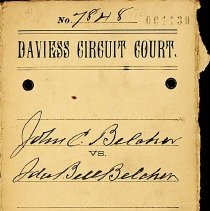 No. 7848 001139
DAVIESS CIRCUIT COURT.
John C. Belcher
VS.
Ida Bell Belcher